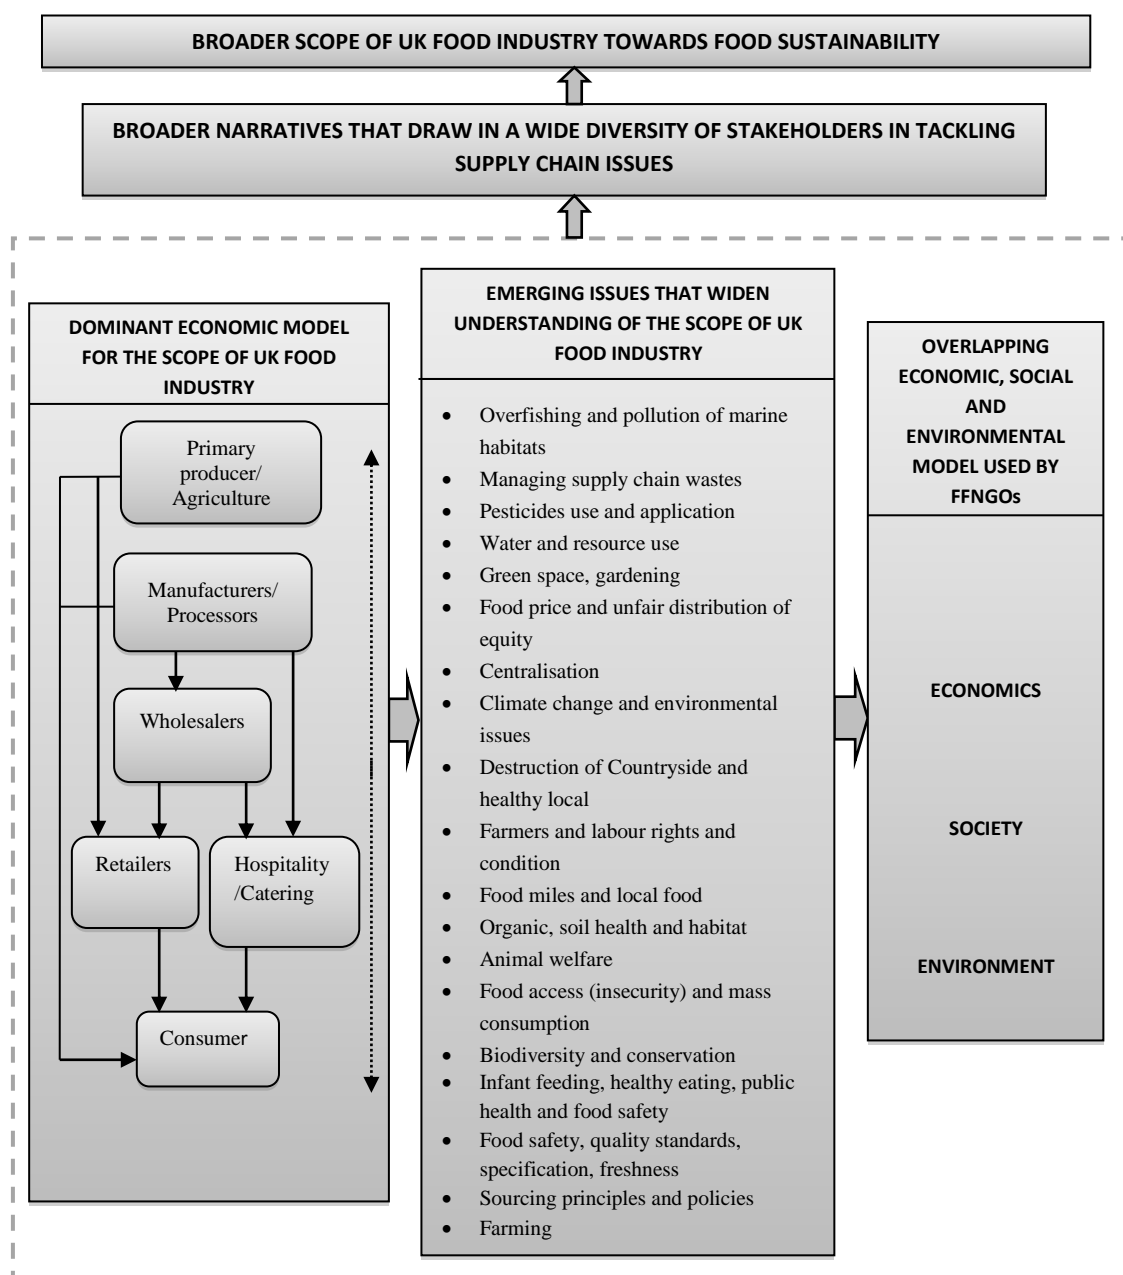 BROADER SCOPE OF UK FOOD INDUSTRY TOWARDS FOOD SUSTAINABILITY
BROADER NARRATIVES THAT DRAW IN A WIDE DIVERSITY OF STAKEHOLDERS IN TACKLING
SUPPLY CHAIN ISSUES
DOMINANT ECONOMIC MODEL
FOR THE SCOPE OF UK FOOD
INDUSTRY
Primary
producer/
Agriculture
Manufacturers/
Processors
Wholesalers
Retailers
Hospitality
/Catering
Consumer
EMERGING ISSUES THAT WIDEN
UNDERSTANDING OF THE SCOPE OF UK
FOOD INDUSTRY
• Overfishing and pollution of marine
habitats
• Managing supply chain wastes
• Pesticides use and application
• Water and resource use
• Green space, gardening
• Food price and unfair distribution of
equity
• Centralisation
• Climate change and environmental
issues
• Destruction of Countryside and
healthy local
• Farmers and labour rights and
condition
• Food miles and local food
• Organic, soil health and habitat
• Animal welfare
• Food access (insecurity) and mass
consumption
• Biodiversity and conservation
• Infant feeding, healthy eating, public
health and food safety
• Food safety, quality standards,
specification, freshness
• Sourcing principles and policies
• Farming
OVERLAPPING
ECONOMIC, SOCIAL
AND
ENVIRONMENTAL
MODEL USED BY
FFNGOs
ECONOMICS
SOCIETY
ENVIRONMENT